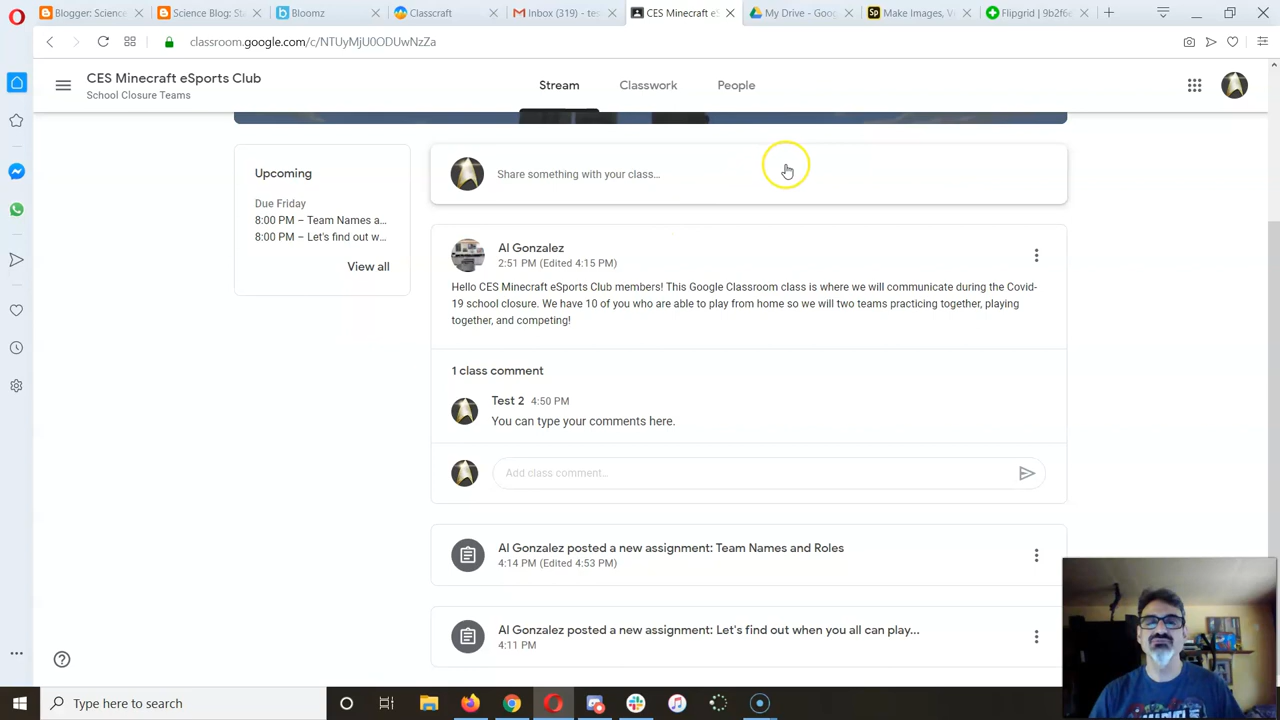 Blogger: Science
Science Blog: Sta
Bloomz
Classcraft
Inbox (319) - tes
CES Minecraft eS
My Drive - Goog
Make Images, V
Flipgrid | 9b2f6e
classroom.google.com/c/NTUyMjU0ODUwNzZa
CES Minecraft eSports Club
School Closure Teams
Stream
Classwork
People
Upcoming
Due Friday
8:00 PM – Team Names a...
8:00 PM – Let's find out w...
View all
Share something with your class…
Al Gonzalez
2:51 PM (Edited 4:15 PM)
Hello CES Minecraft eSports Club members! This Google Classroom class is where we will communicate during the Covid-
19 school closure. We have 10 of you who are able to play from home so we will two teams practicing together, playing
together, and competing!
1 class comment
Test 2 4:50 PM
You can type your comments here.
Add class comment…
Al Gonzalez posted a new assignment: Team Names and Roles
4:14 PM (Edited 4:53 PM)
Al Gonzalez posted a new assignment: Let's find out when you all can play...
4:11 PM
Type here to search